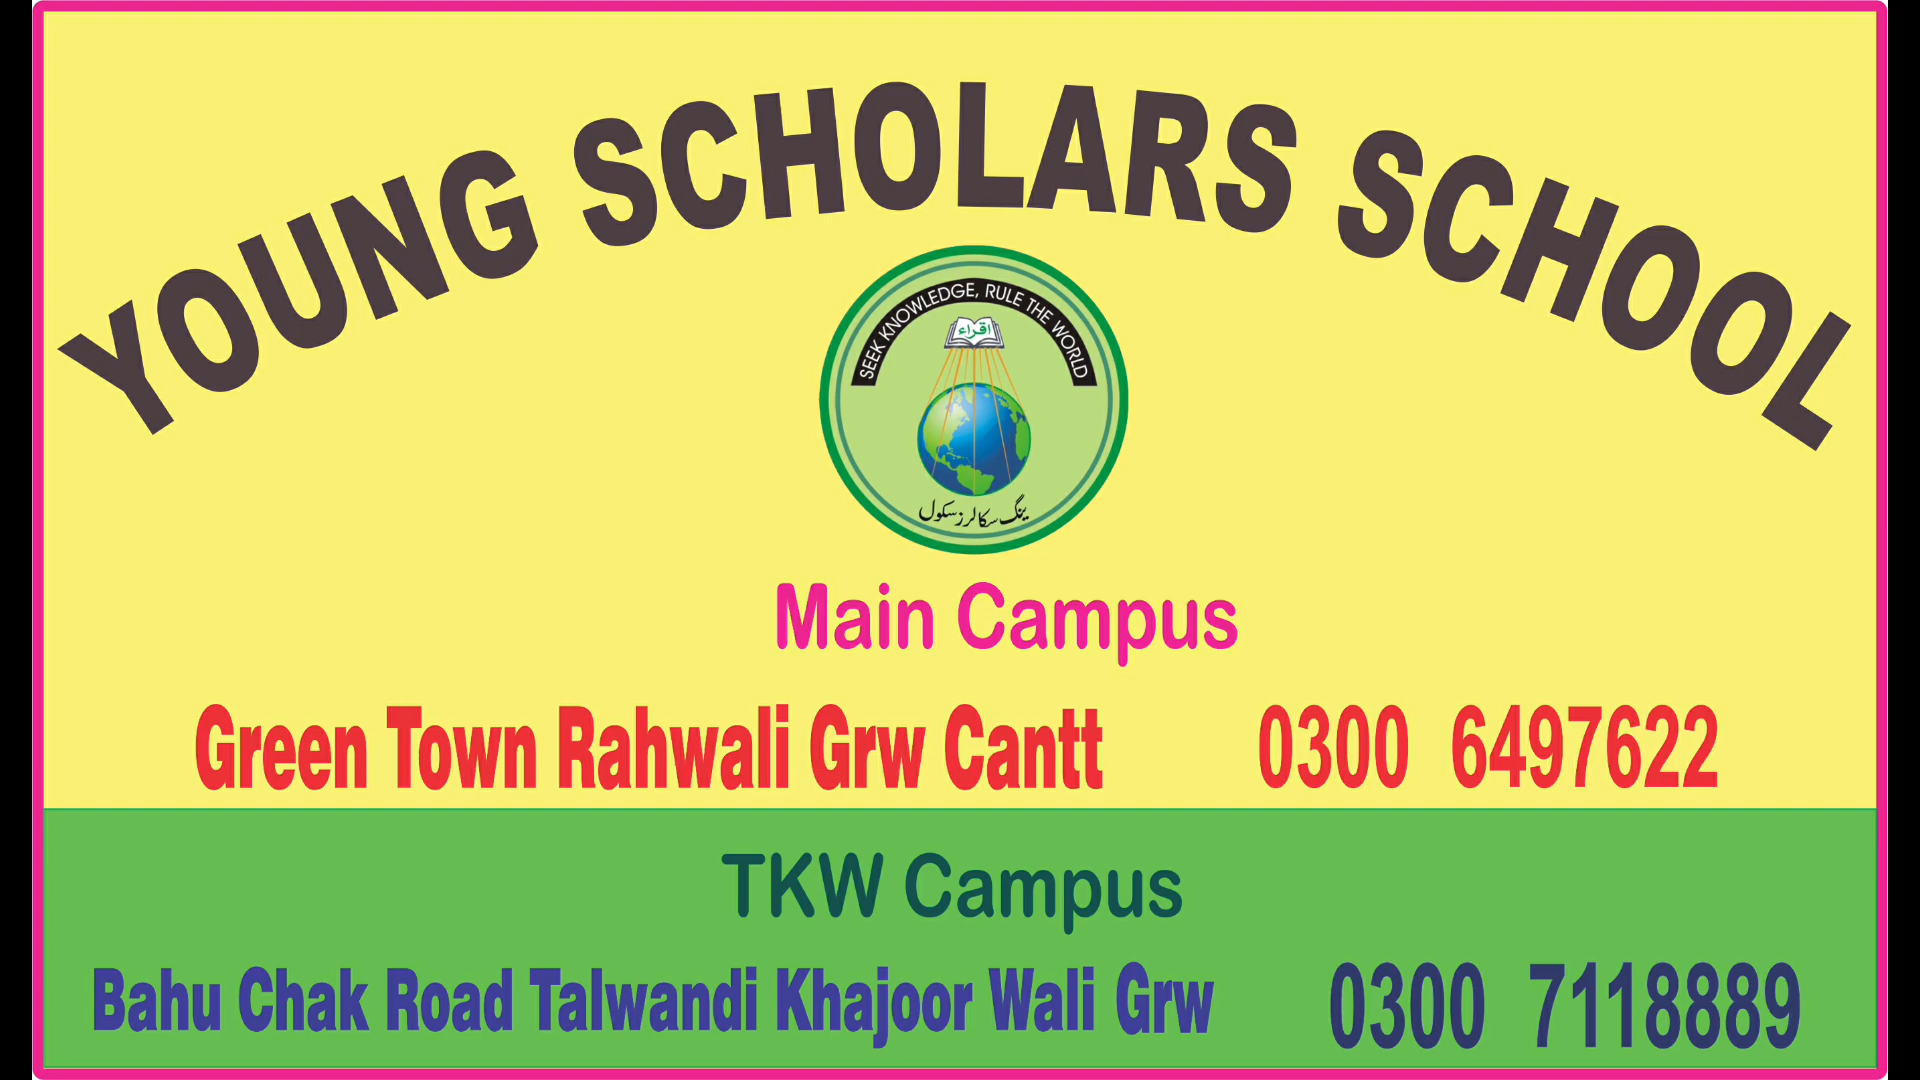 YOUNG SCHOLARS SCHOOL
SEEK KNOWLEDGE, RULE THE WORLD
اقراء
ینگ سکالرز سکول
Main Campus
Green Town Rahwali Grw Cantt 0300 6497622
TKW Campus
Bahu Chak Road Talwandi Khajoor Wali Grw 0300 7118889